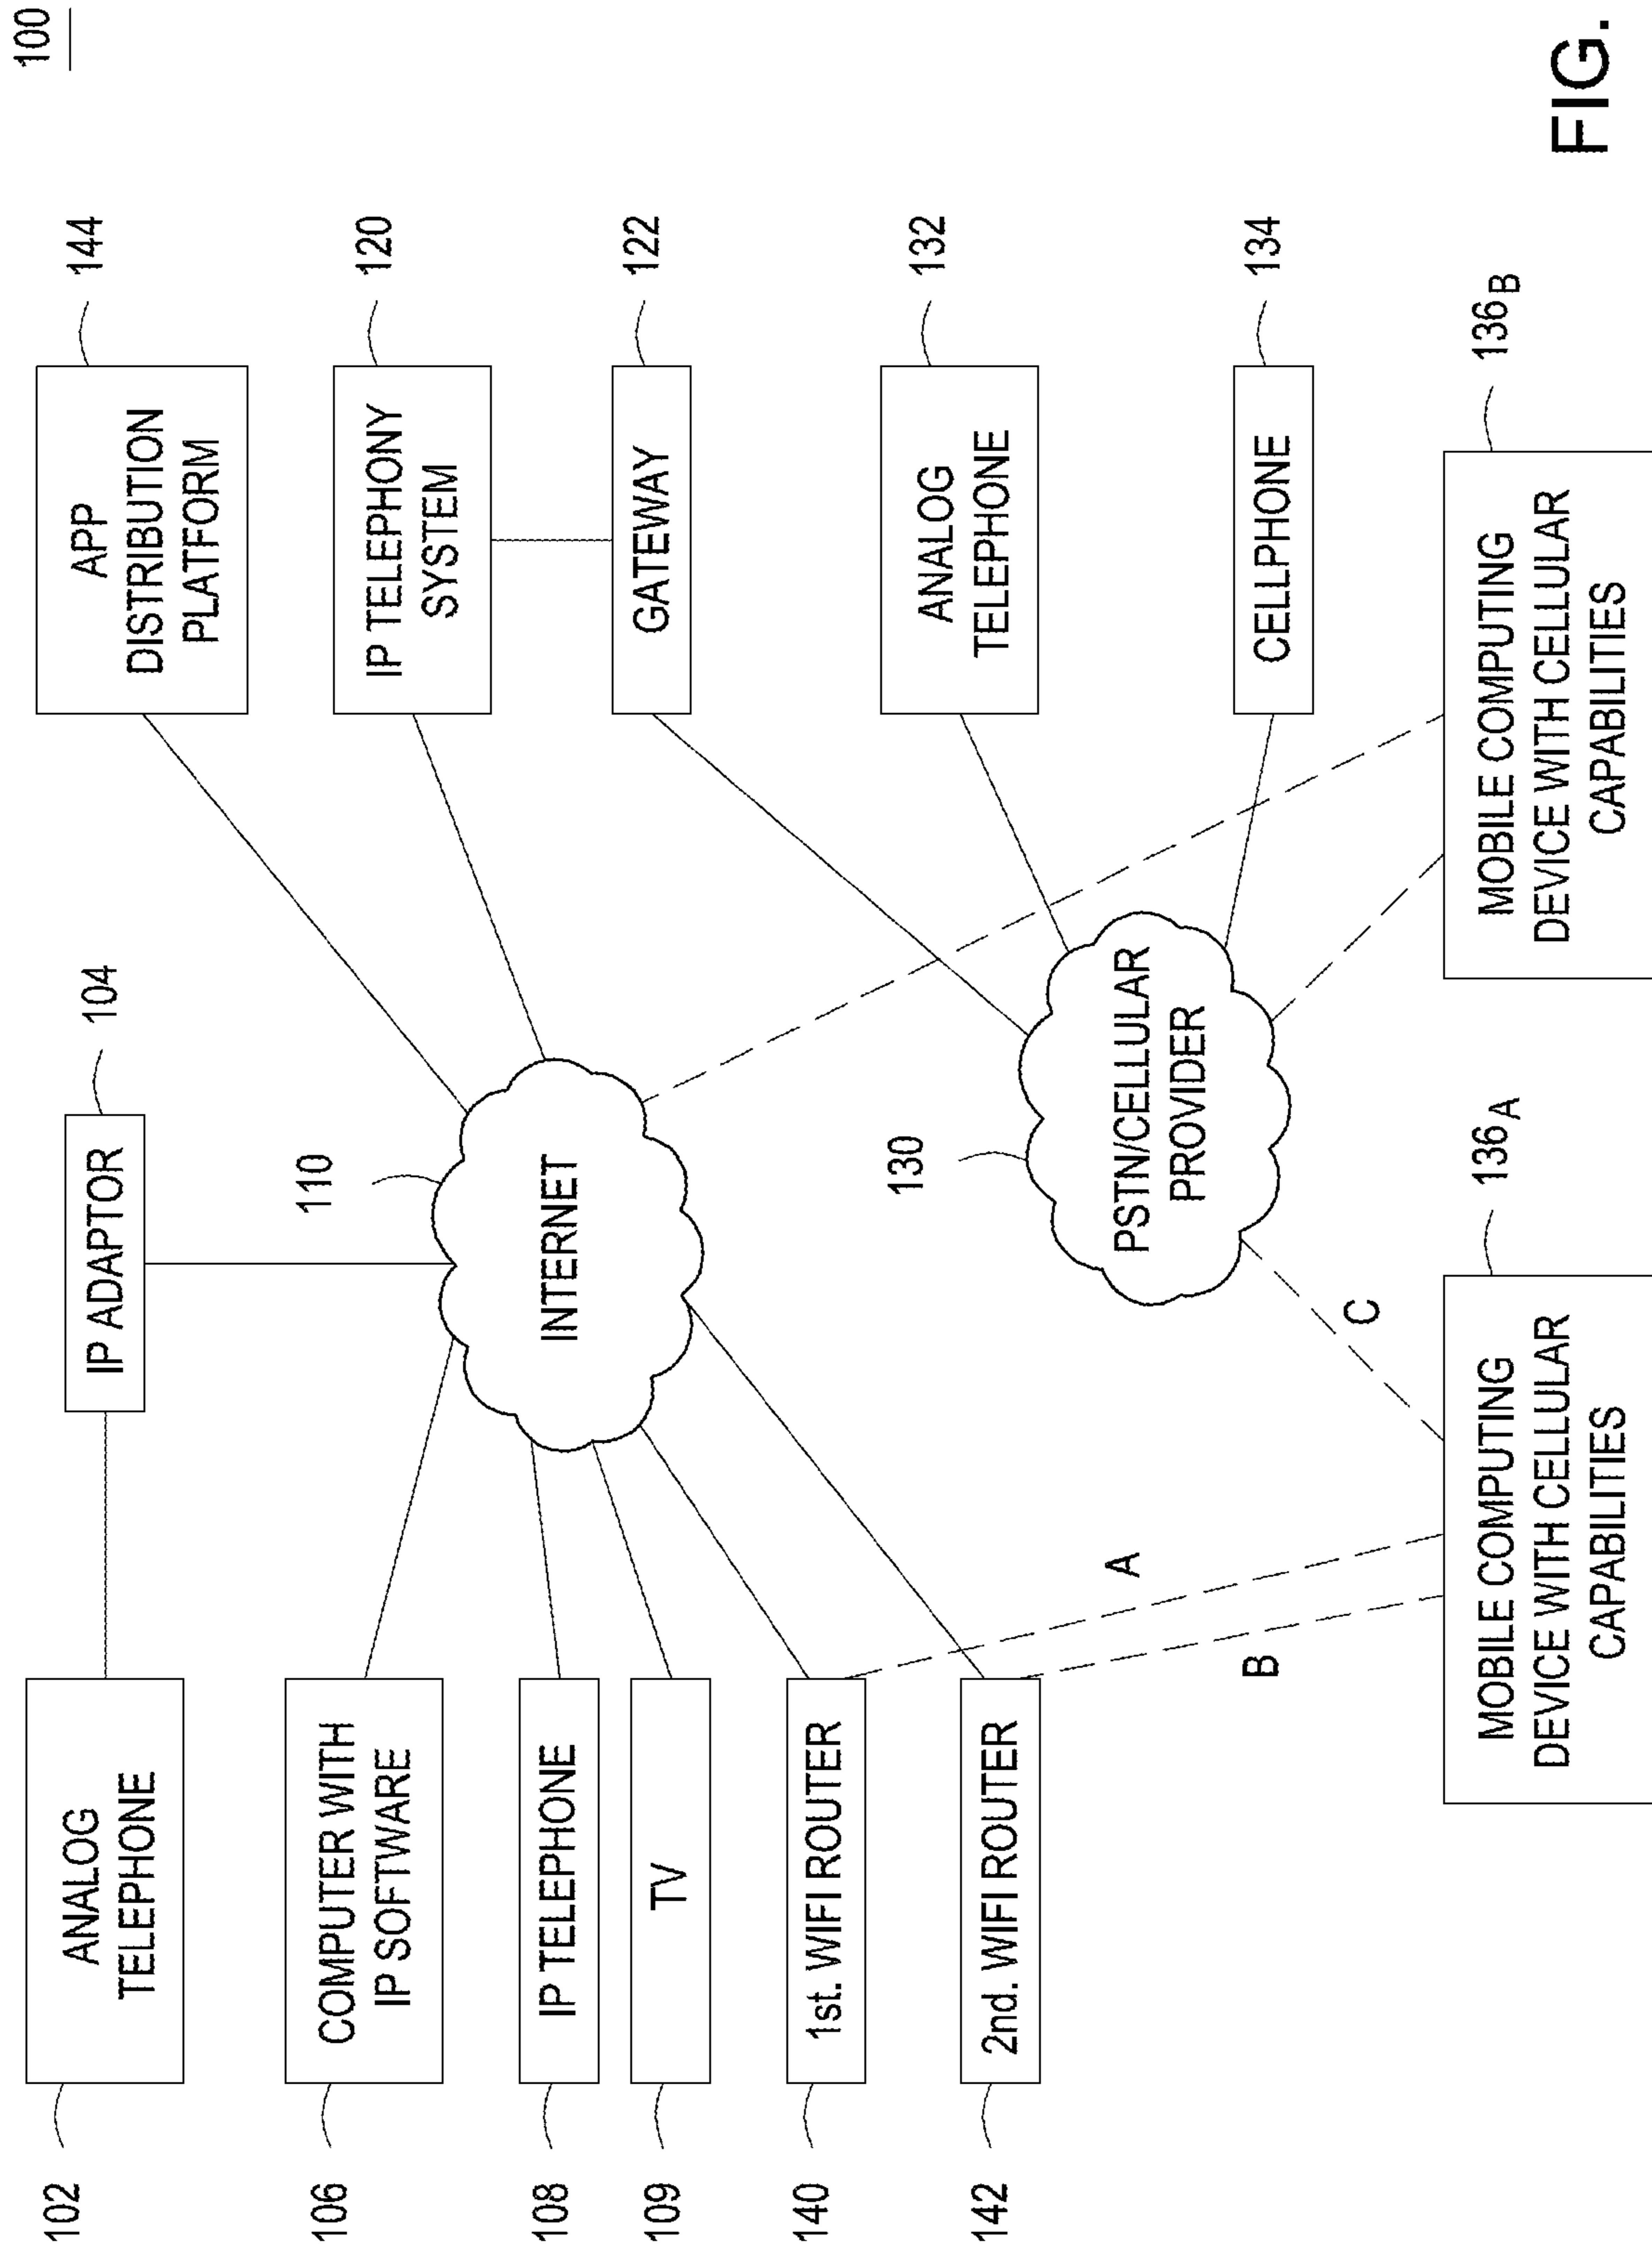 100
102
ANALOG
TELEPHONE
IP ADAPTOR
104
APP
DISTRIBUTION
PLATFORM
144
106
COMPUTER WITH
IP SOFTWARE
110
INTERNET
IP TELEPHONY
SYSTEM
120
108
IP TELEPHONE
109
TV
GATEWAY
122
140
1st. WIFI ROUTER
142
2nd. WIFI ROUTER
130
PSTN/CELLULAR
PROVIDER
ANALOG
TELEPHONE
132
A
B
C
CELLPHONE
134
MOBILE COMPUTING
DEVICE WITH CELLULAR
CAPABILITIES
136A
MOBILE COMPUTING
DEVICE WITH CELLULAR
CAPABILITIES
136B
FIG.